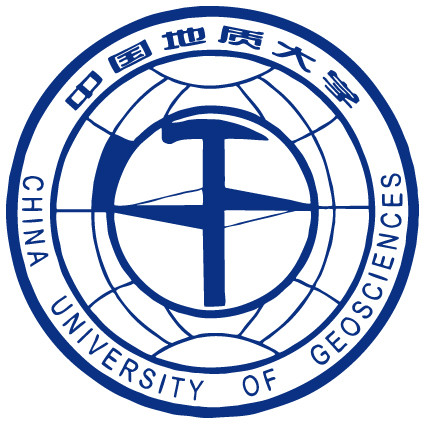 中国地质大学
CHINA UNIVERSITY OF GEOSCIENCES